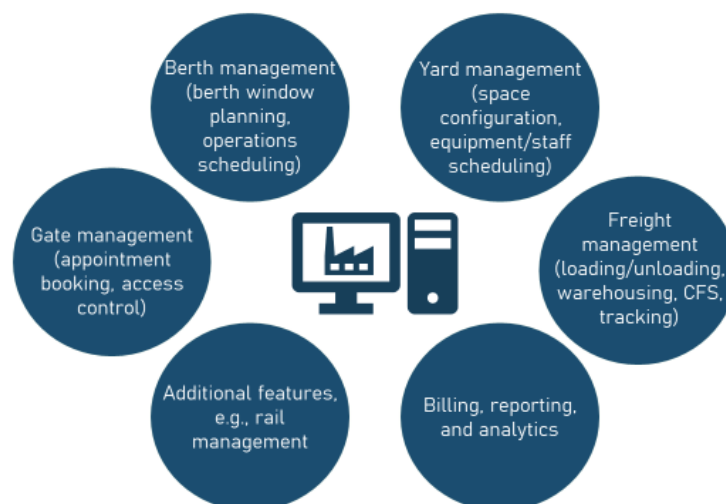 Berth management
(berth window
planning,
operations
scheduling)
Yard management
(space
configuration,
equipment/staff
scheduling)
Gate management
(appointment
booking, access
control)
Freight
management
(loading/unloading,
warehousing, CFS,
tracking)
Additional features,
e.g., rail
management
Billing, reporting,
and analytics